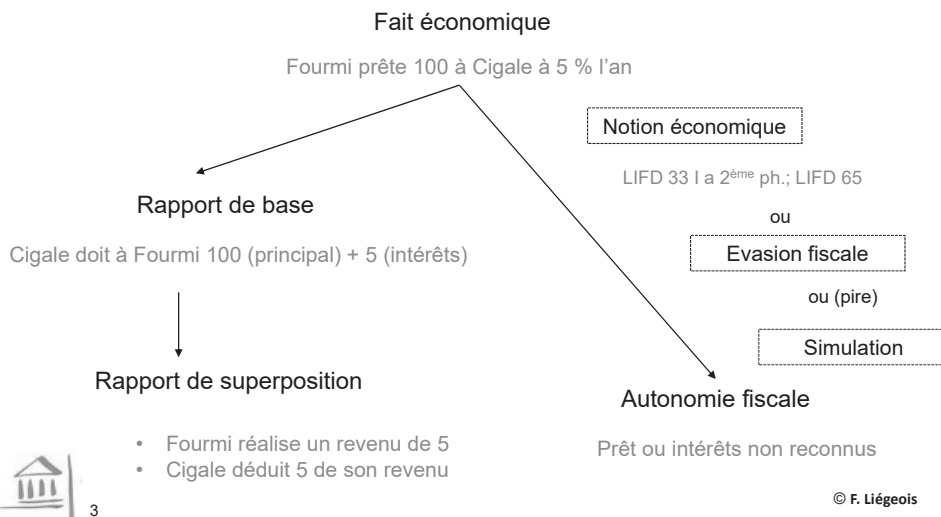 Fait économique
Fourmi prête 100 à Cigale à 5 % l'an
Notion économique
LIFD 33 I a 2ème ph.; LIFD 65
ou
Evasion fiscale
ou (pire)
Simulation
Rapport de base
Cigale doit à Fourmi 100 (principal) + 5 (intérêts)
Rapport de superposition
• Fourmi réalise un revenu de 5
• Cigale déduit 5 de son revenu
Autonomie fiscale
Prêt ou intérêts non reconnus
3
© F. Liégeois